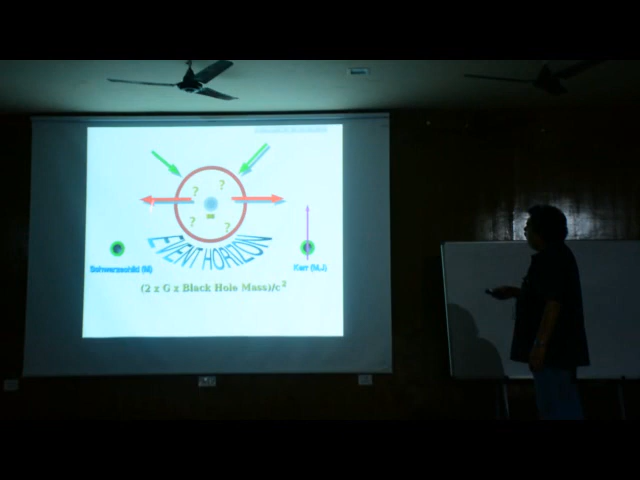 ? ?
? ?
EVENT HORIZON
Schwarzschild (M)
Kerr (M,J)
(2 x G x Black Hole Mass)/c²